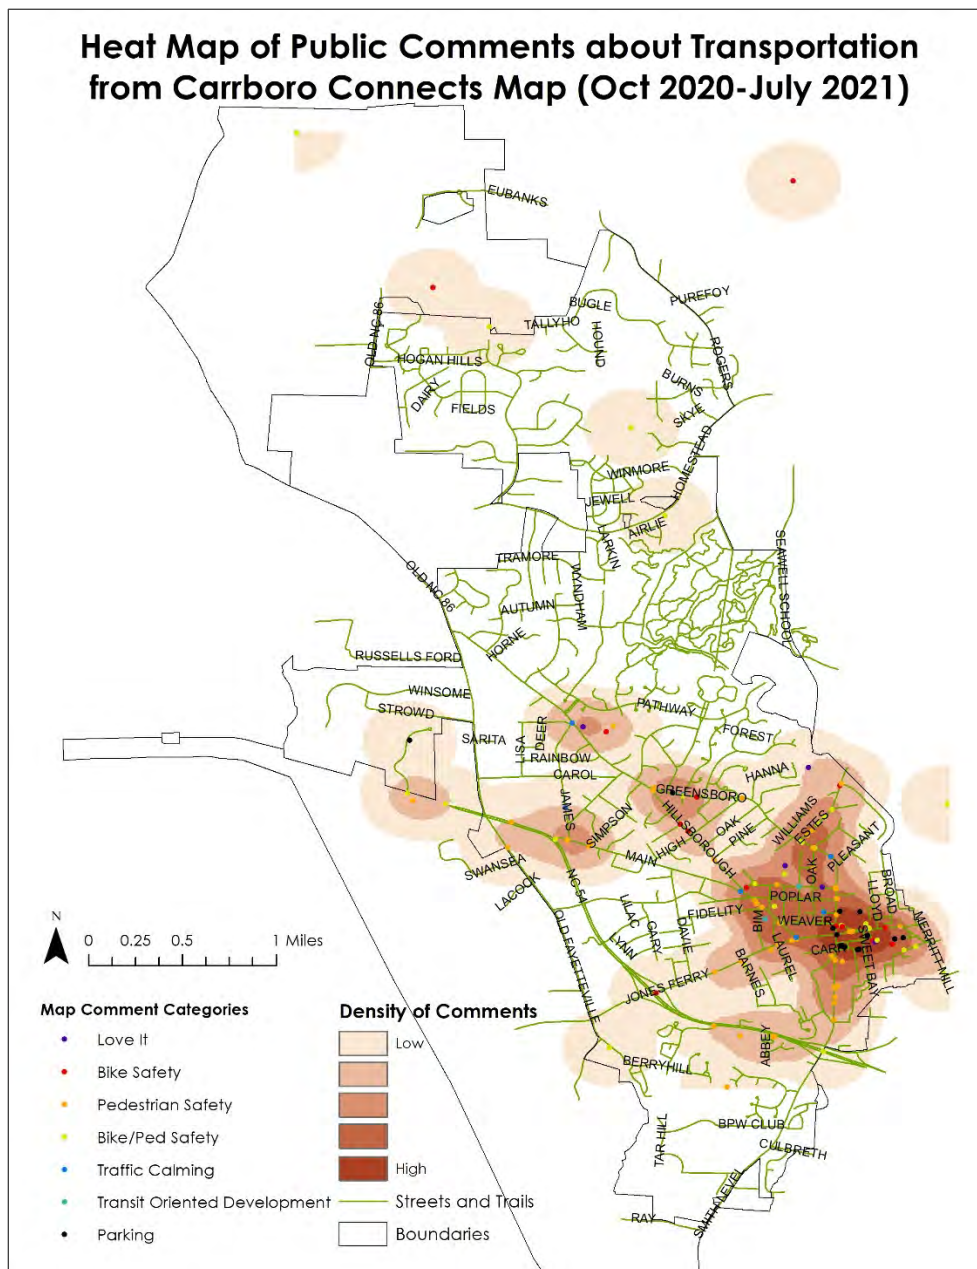 Heat Map of Public Comments about Transportation
from Carrboro Connects Map (Oct 2020-July 2021)
EUBANKS
PUREFOY
BUGLE
TALLYHO
HOUND
OLD NC 86
ROGERS
HOGAN HILLS
DAIRY
BURNS
FIELDS
SKYE
HOMESTEAD
WINMORE
JEWELL
AIRLIE
LARKIN
SEAWELL SCHOOL
TRAMORE
WYNDHAM
OLD NC 86
AUTUMN
HORNE
RUSSELLS FORD
WINSOME
STROWD
PATHWAY
DEER
LISA
SARITA
FOREST
RAINBOW
CAROL
HANNA
GREENSBORO
JAMES
SIMPSON
HILLSBOROUGH
WILLIAMS
ESTES
OAK
PINE
HIGH
MAIN
PLEASANT
SWANSEA
LACOCK
NC 54
OAK
BROAD
LLOYD
POPLAR
LILAC
FIDELITY
BIM
WEAVER
MERRITT MILL
GARY
DAVIE
LYNN
LAUREL
CARR
SWEET BAY
OLD FAYETTEVILLE
BARNES
JONES FERRY
ABBEY
BERRYHILL
BPW CLUB
TAR HILL
CULBRETH
SMITH LEVEL
RAY
N
0 0.25 0.5 1 Miles
Map Comment Categories
Love It
Bike Safety
Pedestrian Safety
Bike/Ped Safety
Traffic Calming
Transit Oriented Development
Parking
Density of Comments
Low
High
Streets and Trails
Boundaries